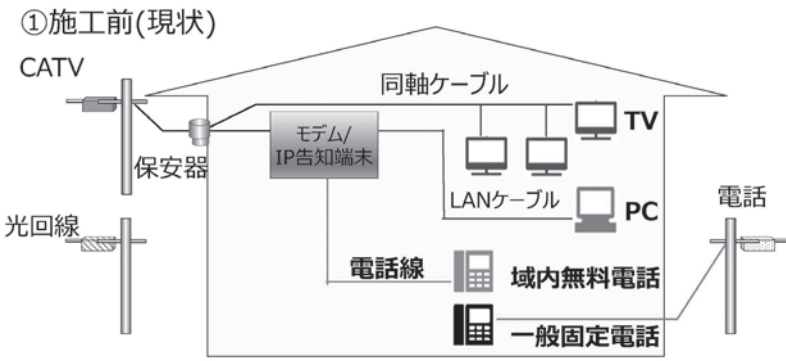 ①施工前(現状)
CATV
同軸ケーブル
TV
モデム/
IP告知端末
保安器
LANケーブル
PC
電話
光回線
電話線
域内無料電話
一般固定電話